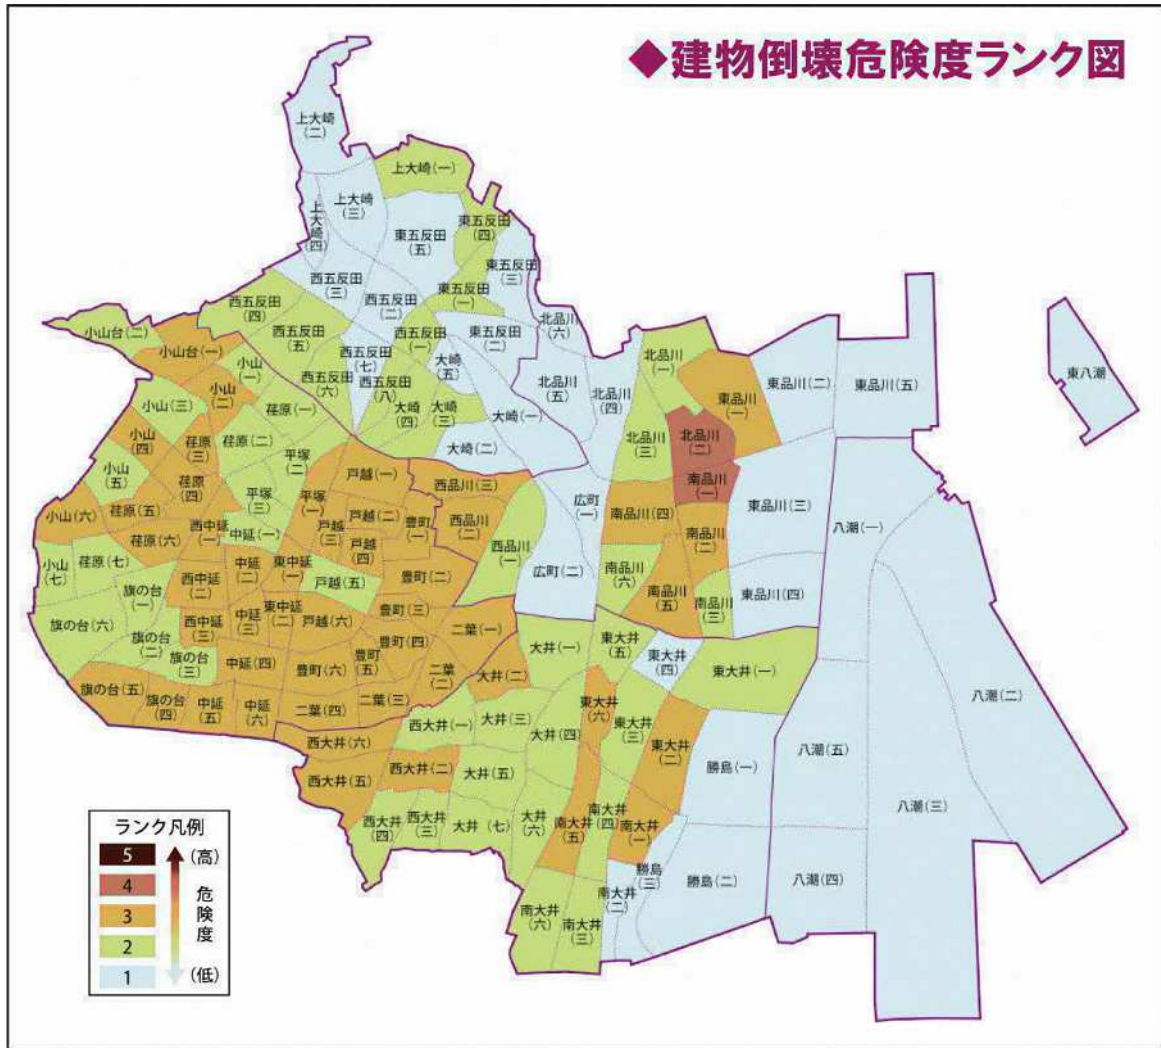 ◆建物倒壊危険度ランク図
上大崎(二)
上大崎(一)
上大崎(三)
上大崎(四)
東五反田(四)
東五反田(五)
東五反田(三)
西五反田(三)
東五反田(一)
西五反田(四)
西五反田(二)
北品川(六)
小山台(二)
西五反田(五)
西五反田(一)
東五反田(二)
小山台(一)
小山(一)
西五反田(七)
大崎(五)
北品川(一)
西五反田(六)
西五反田(八)
北品川(五)
北品川(四)
東品川(一)
東品川(二)
東品川(五)
東八潮
小山(二)
小山(三)
荏原(一)
大崎(四)
大崎(三)
大崎(一)
小山(四)
荏原(三)
荏原(二)
平塚(二)
大崎(二)
北品川(三)
北品川(二)
小山(五)
荏原(四)
戸越(一)
西品川(三)
広町(一)
南品川(一)
平塚(三)
平塚(一)
戸越(二)
豊町(一)
西品川(二)
南品川(四)
東品川(三)
小山(六)
荏原(五)
西中延(一)
中延(一)
戸越(三)
戸越(四)
西品川(一)
南品川(二)
八潮(一)
荏原(六)
小山(七)
荏原(七)
中延(二)
東中延(一)
戸越(五)
豊町(二)
広町(二)
南品川(六)
西中延(二)
旗の台(一)
南品川(五)
南品川(三)
東品川(四)
旗の台(六)
西中延(三)
中延(三)
東中延(二)
戸越(六)
豊町(三)
二葉(一)
旗の台(二)
豊町(四)
大井(一)
東大井(五)
東大井(四)
旗の台(三)
中延(四)
豊町(六)
豊町(五)
二葉(二)
大井(二)
東大井(一)
旗の台(五)
旗の台(四)
中延(五)
中延(六)
二葉(四)
二葉(三)
東大井(六)
八潮(二)
西大井(一)
大井(三)
大井(四)
東大井(三)
西大井(六)
東大井(二)
八潮(五)
西大井(五)
西大井(二)
大井(五)
勝島(一)
八潮(三)
西大井(四)
西大井(三)
大井(七)
大井(六)
南大井(五)
南大井(四)
南大井(一)
勝島(三)
勝島(二)
八潮(四)
南大井(二)
南大井(六)
南大井(三)
ランク凡例
5
(高)
4
3
危険度
2
1
(低)